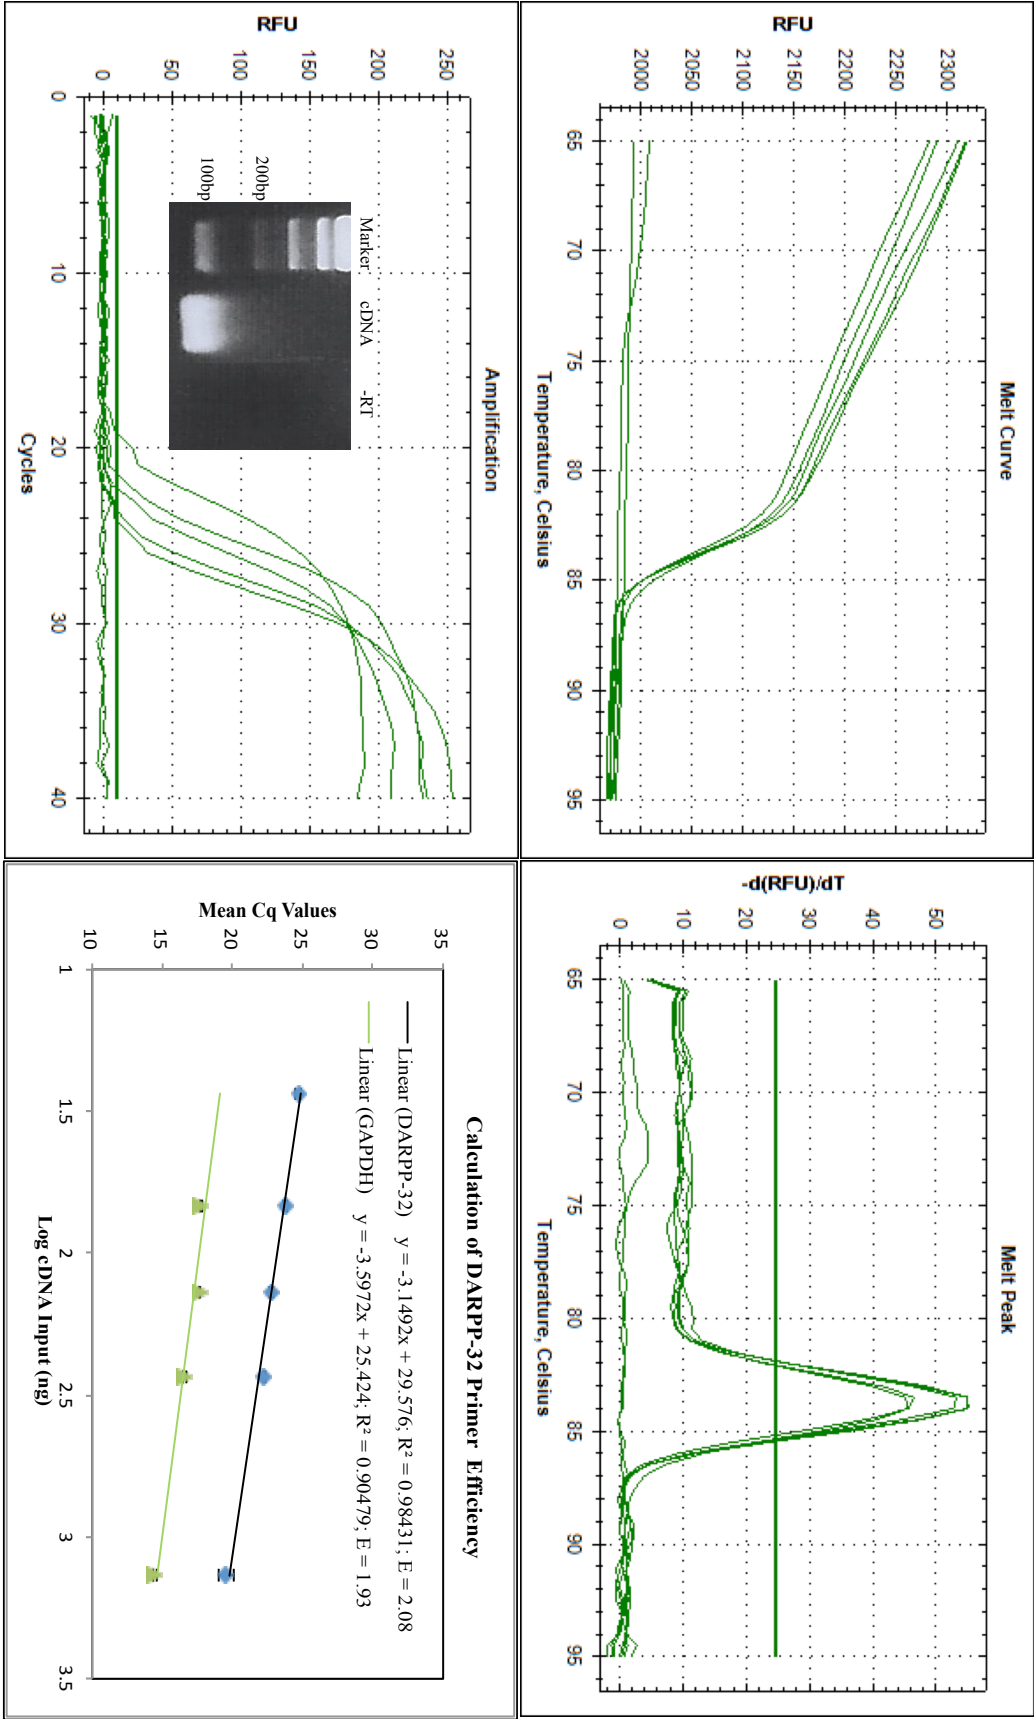 Melt Curve
RFU
2300
2250
2200
2150
2100
2050
2000
65 70 75 80 85 90 95
Temperature, Celsius
Melt Peak
-d(RFU)/dT
50
40
30
20
10
0
65 70 75 80 85 90 95
Temperature, Celsius
Amplification
RFU
250
200
150
100
50
0
0 10 20 30 40
Cycles
Marker cDNA -RT
200bp
100bp
Calculation of DARPP-32 Primer Efficiency
Linear (DARPP-32) y = -3.1492x + 29.576; R² = 0.98431; E = 2.08
Linear (GAPDH) y = -3.5972x + 25.424; R² = 0.90479; E = 1.93
Mean Cq Values
35
30
25
20
15
10
1 1.5 2 2.5 3 3.5
Log cDNA Input (ng)